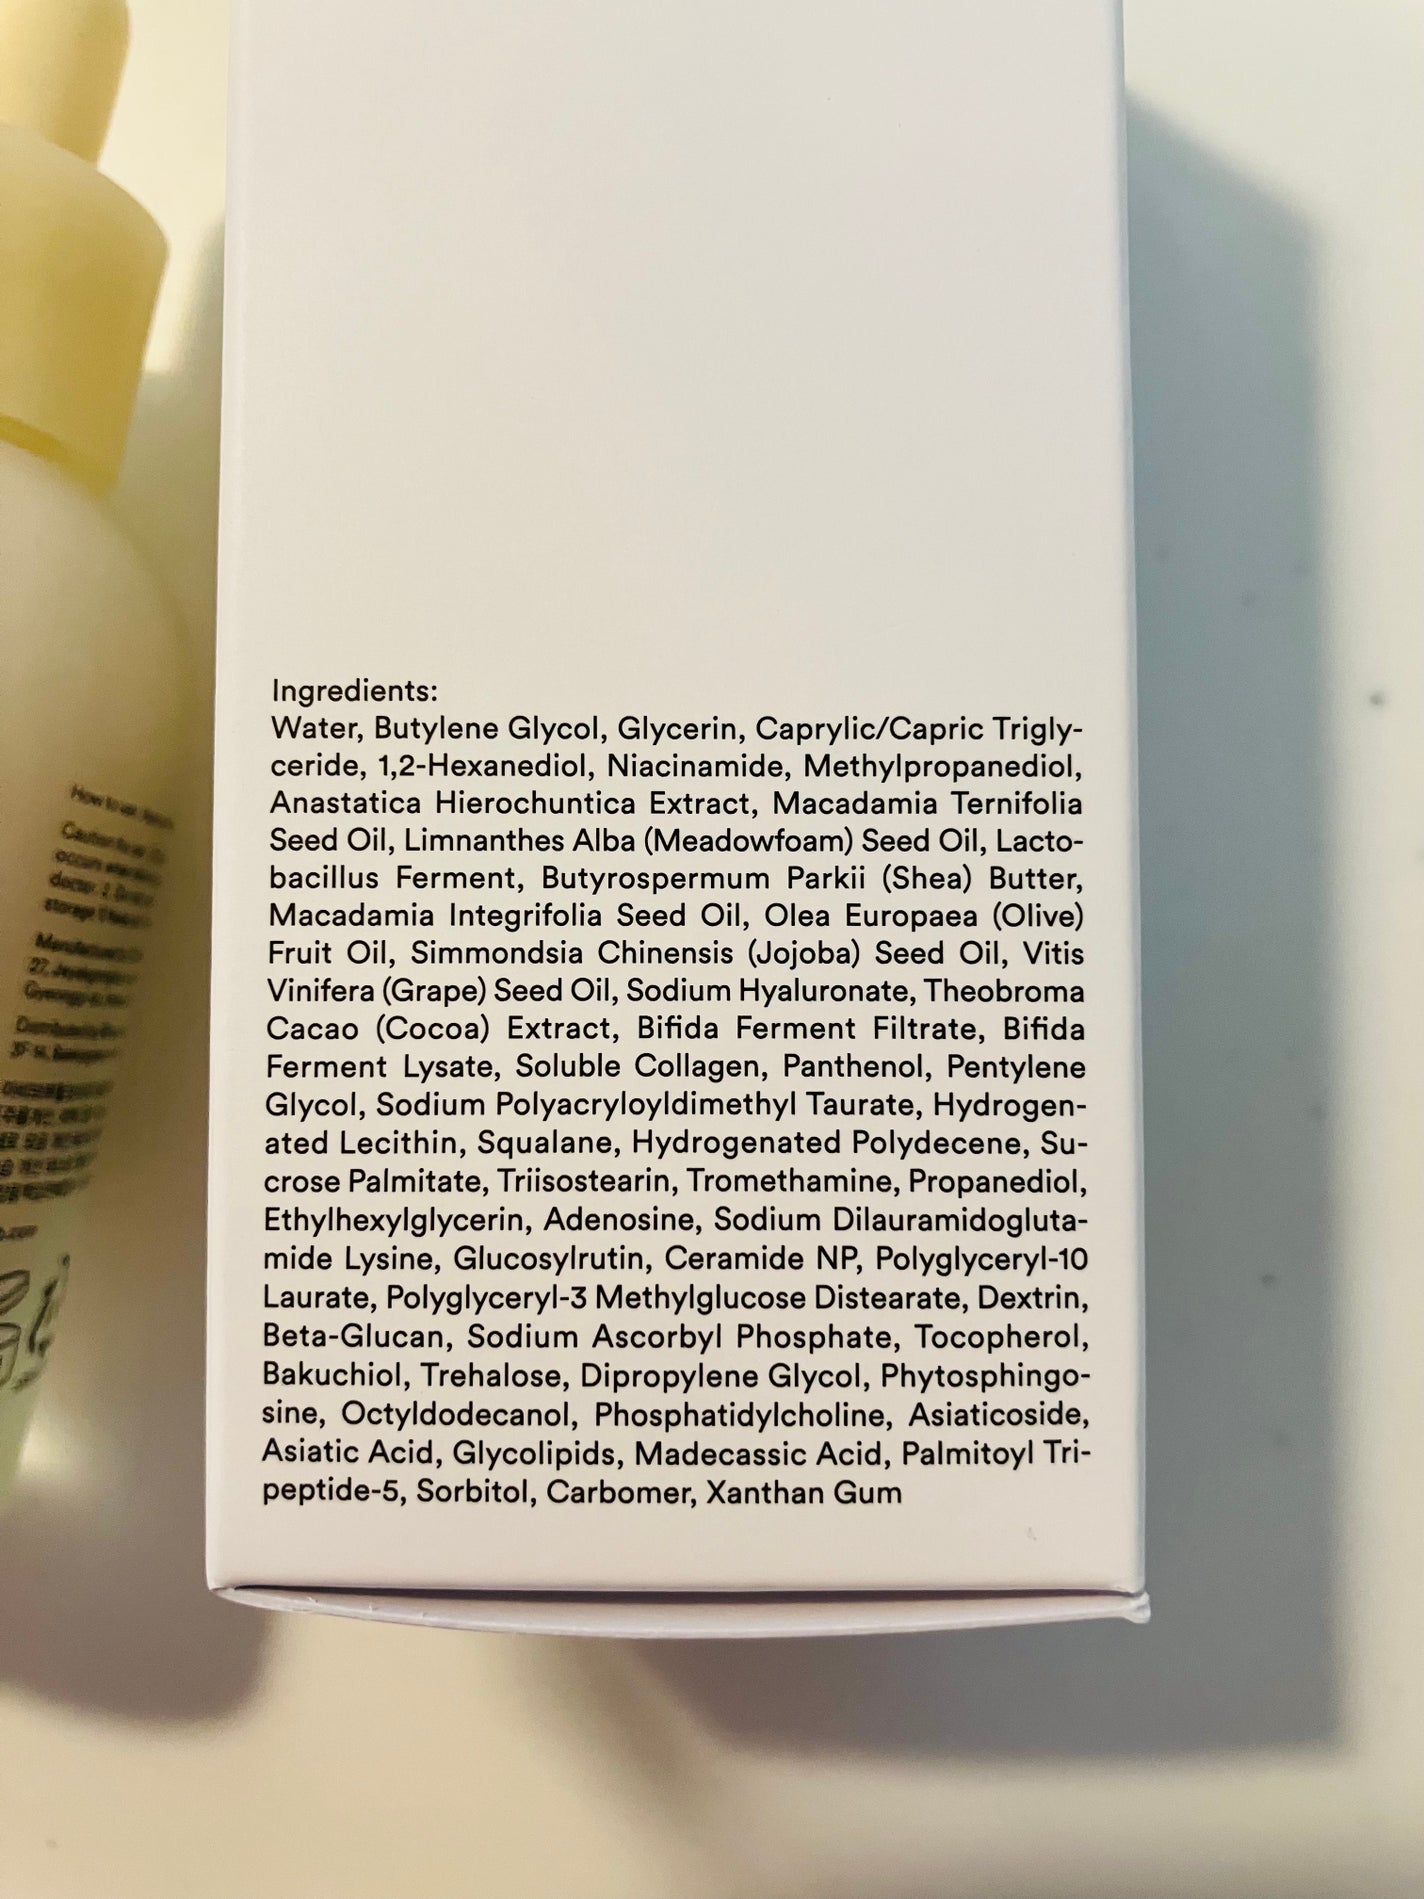 Ingredients:
Water, Butylene Glycol, Glycerin, Caprylic/Capric Trigly-
ceride, 1,2-Hexanediol, Niacinamide, Methylpropanediol,
Anastatica Hierochuntica Extract, Macadamia Ternifolia
Seed Oil, Limnanthes Alba (Meadowfoam) Seed Oil, Lacto-
bacillus Ferment, Butyrospermum Parkii (Shea) Butter,
Macadamia Integrifolia Seed Oil, Olea Europaea (Olive)
Fruit Oil, Simmondsia Chinensis (Jojoba) Seed Oil, Vitis
Vinifera (Grape) Seed Oil, Sodium Hyaluronate, Theobroma
Cacao (Cocoa) Extract, Bifida Ferment Filtrate, Bifida
Ferment Lysate, Soluble Collagen, Panthenol, Pentylene
Glycol, Sodium Polyacryloyldimethyl Taurate, Hydrogen-
ated Lecithin, Squalane, Hydrogenated Polydecene, Su-
crose Palmitate, Triisostearin, Tromethamine, Propanediol,
Ethylhexylglycerin, Adenosine, Sodium Dilauramidogluta-
mide Lysine, Glucosylrutin, Ceramide NP, Polyglyceryl-10
Laurate, Polyglyceryl-3 Methylglucose Distearate, Dextrin,
Beta-Glucan, Sodium Ascorbyl Phosphate, Tocopherol,
Bakuchiol, Trehalose, Dipropylene Glycol, Phytosphingo-
sine, Octyldodecanol, Phosphatidylcholine, Asiaticoside,
Asiatic Acid, Glycolipids, Madecassic Acid, Palmitoyl Tri-
peptide-5, Sorbitol, Carbomer, Xanthan Gum
How to use